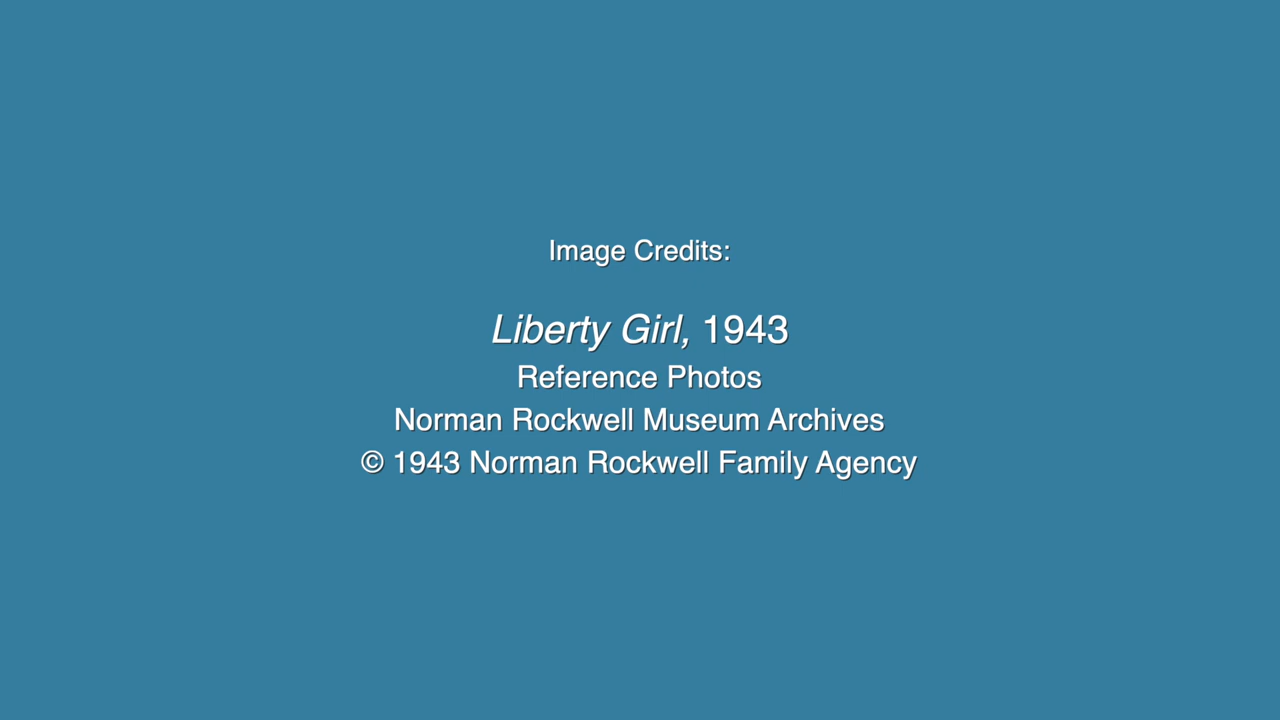 Image Credits:
Liberty Girl, 1943
Reference Photos
Norman Rockwell Museum Archives
© 1943 Norman Rockwell Family Agency